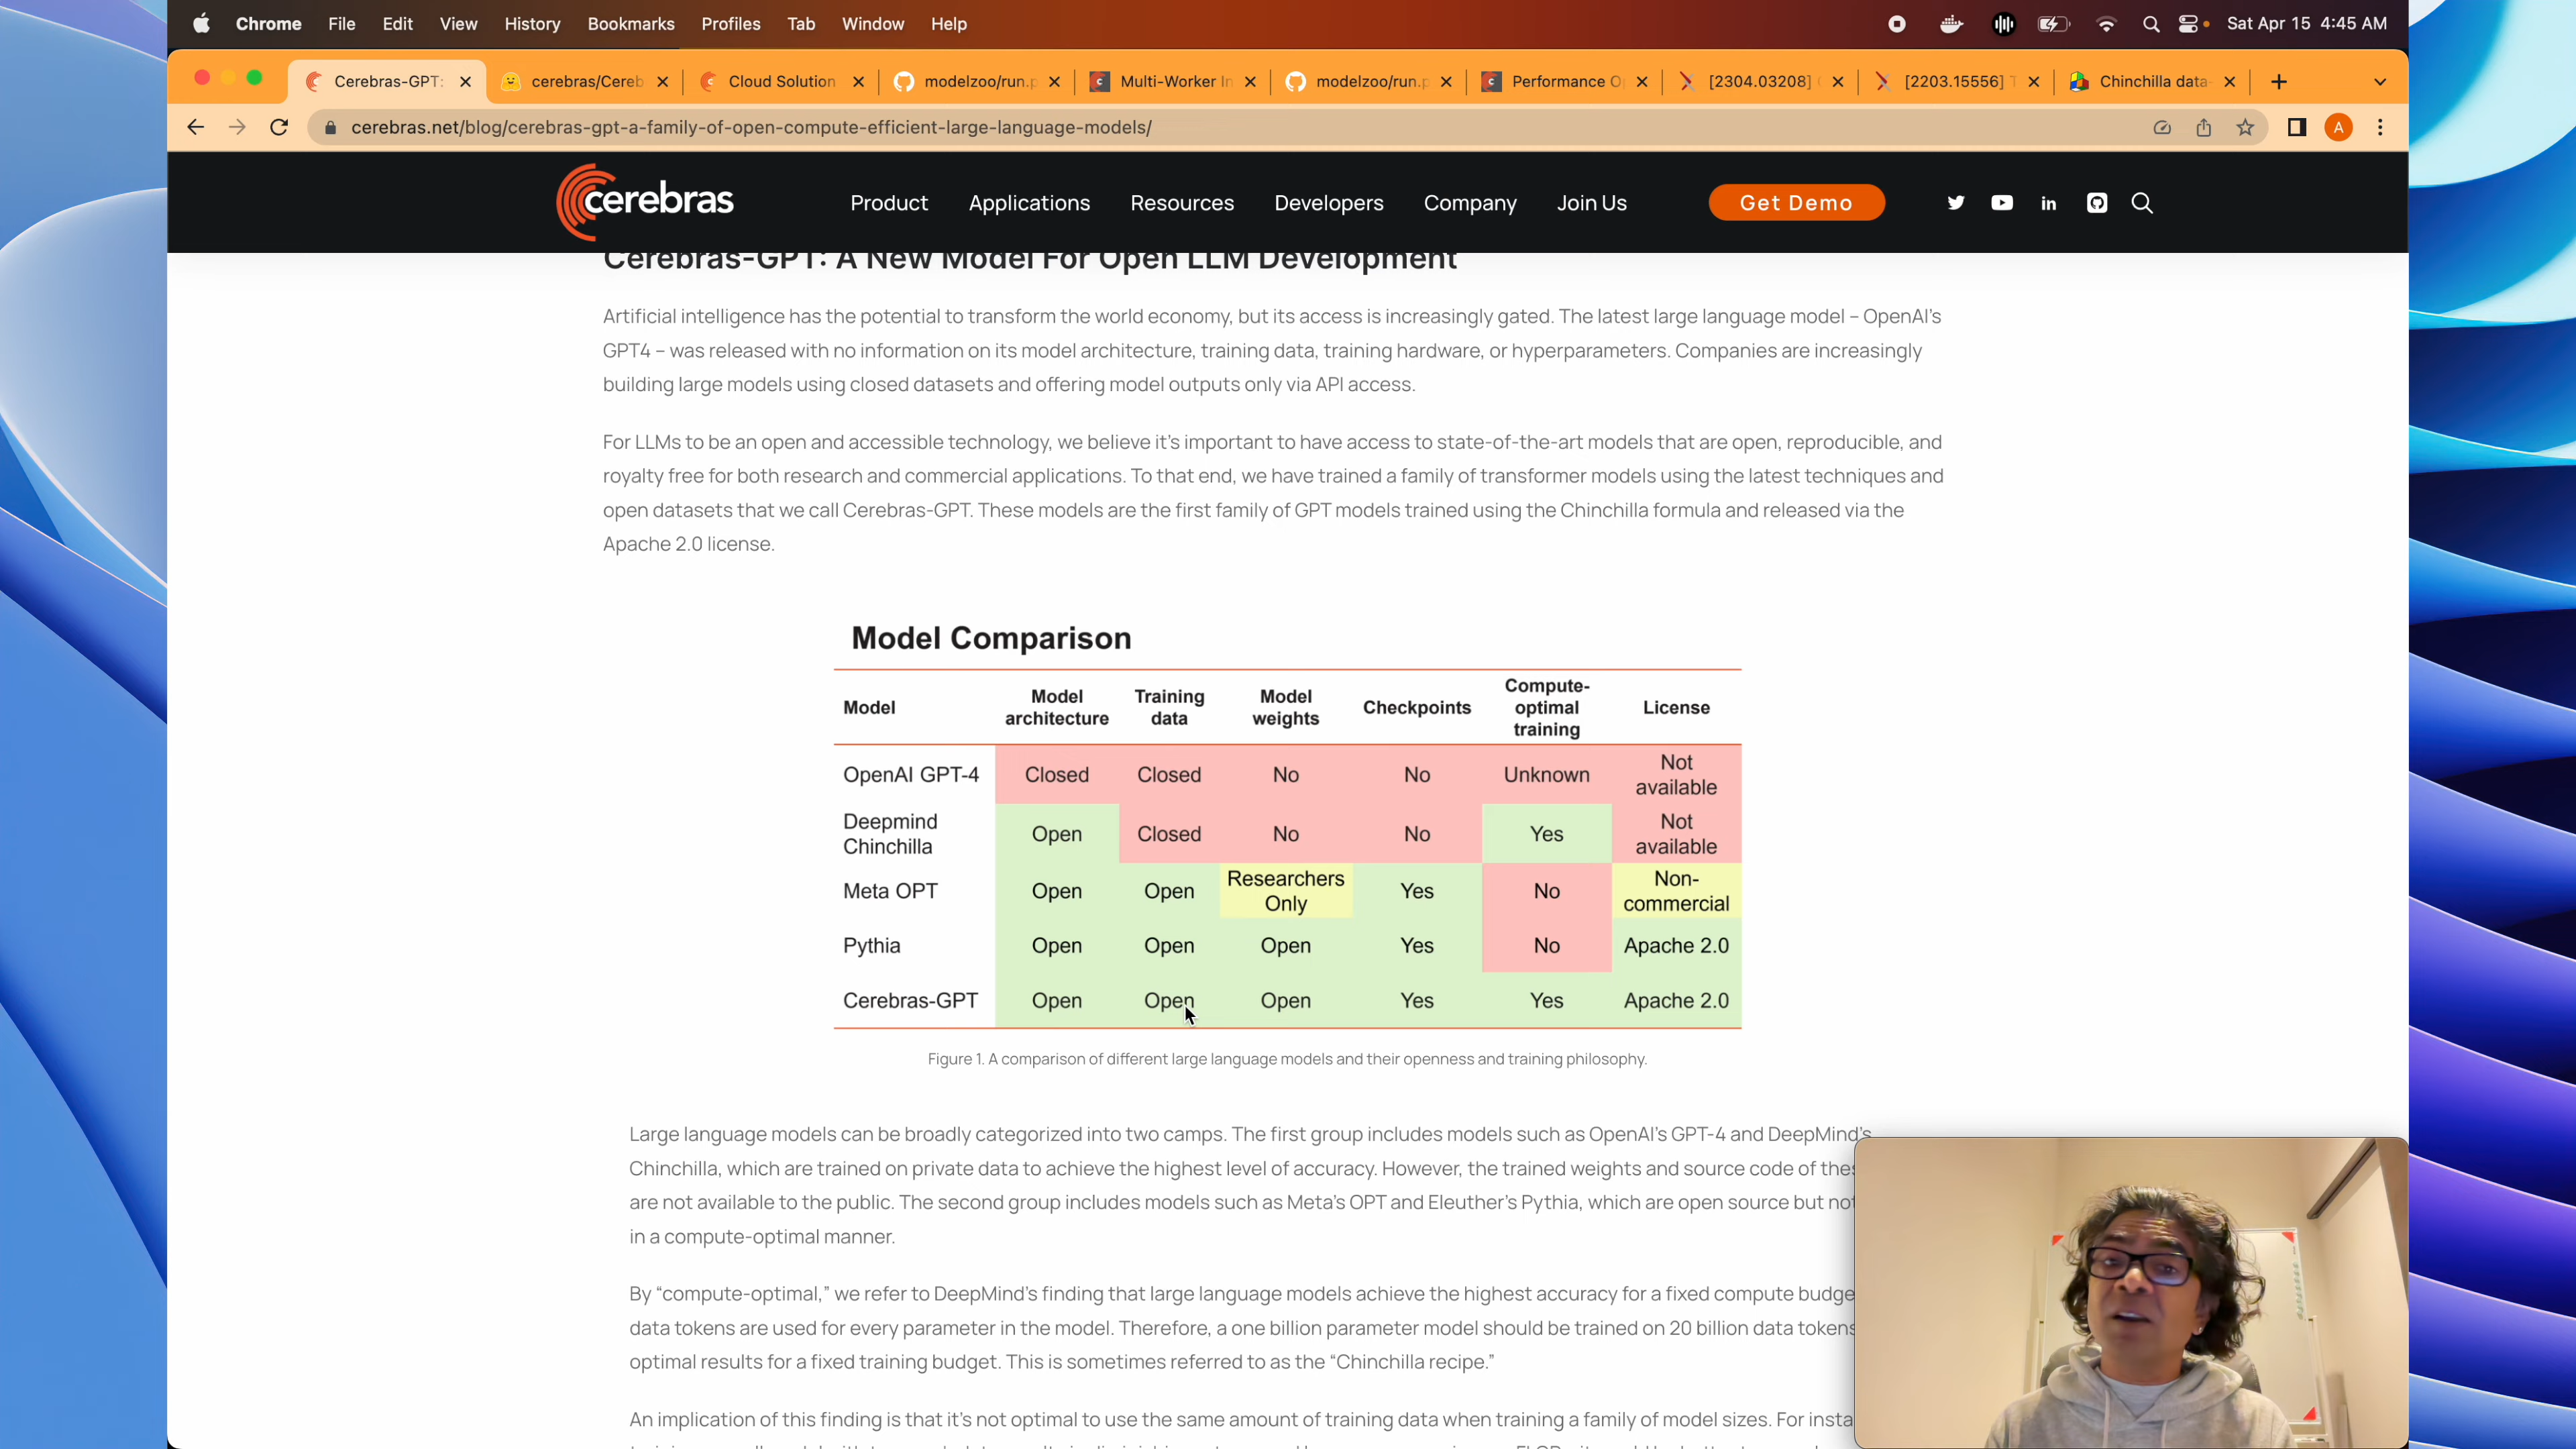 Chrome File Edit View History Bookmarks Profiles Tab Window Help Sat Apr 15 4:45 AM
Cerebras-GPT: cerebras/Cereb Cloud Solution modelzoo/run.p Multi-Worker In modelzoo/run.p Performance O [2304.03208] [2203.15556] T Chinchilla data-
cerebras.net/blog/cerebras-gpt-a-family-of-open-compute-efficient-large-language-models/ A
cerebras Product Applications Resources Developers Company Join Us Get Demo
Cerebras-GPT: A New Model For Open LLM Development
Artificial intelligence has the potential to transform the world economy, but its access is increasingly gated. The latest large language model – OpenAI's
GPT4 – was released with no information on its model architecture, training data, training hardware, or hyperparameters. Companies are increasingly
building large models using closed datasets and offering model outputs only via API access.
For LLMs to be an open and accessible technology, we believe it's important to have access to state-of-the-art models that are open, reproducible, and
royalty free for both research and commercial applications. To that end, we have trained a family of transformer models using the latest techniques and
open datasets that we call Cerebras-GPT. These models are the first family of GPT models trained using the Chinchilla formula and released via the
Apache 2.0 license.
Model Comparison
Model Model architecture Training data Model weights Checkpoints Compute-optimal training License
OpenAI GPT-4 Closed Closed No No Unknown Not available
Deepmind Chinchilla Open Closed No No Yes Not available
Meta OPT Open Open Researchers Only Yes No Non-commercial
Pythia Open Open Open Yes No Apache 2.0
Cerebras-GPT Open Open Open Yes Yes Apache 2.0
Figure 1. A comparison of different large language models and their openness and training philosophy.
Large language models can be broadly categorized into two camps. The first group includes models such as OpenAI's GPT-4 and DeepMind's
Chinchilla, which are trained on private data to achieve the highest level of accuracy. However, the trained weights and source code of thes
are not available to the public. The second group includes models such as Meta's OPT and Eleuther's Pythia, which are open source but not
in a compute-optimal manner.
By “compute-optimal,” we refer to DeepMind's finding that large language models achieve the highest accuracy for a fixed compute budge
data tokens are used for every parameter in the model. Therefore, a one billion parameter model should be trained on 20 billion data tokens
optimal results for a fixed training budget. This is sometimes referred to as the “Chinchilla recipe.”
An implication of this finding is that it's not optimal to use the same amount of training data when training a family of model sizes. For insta